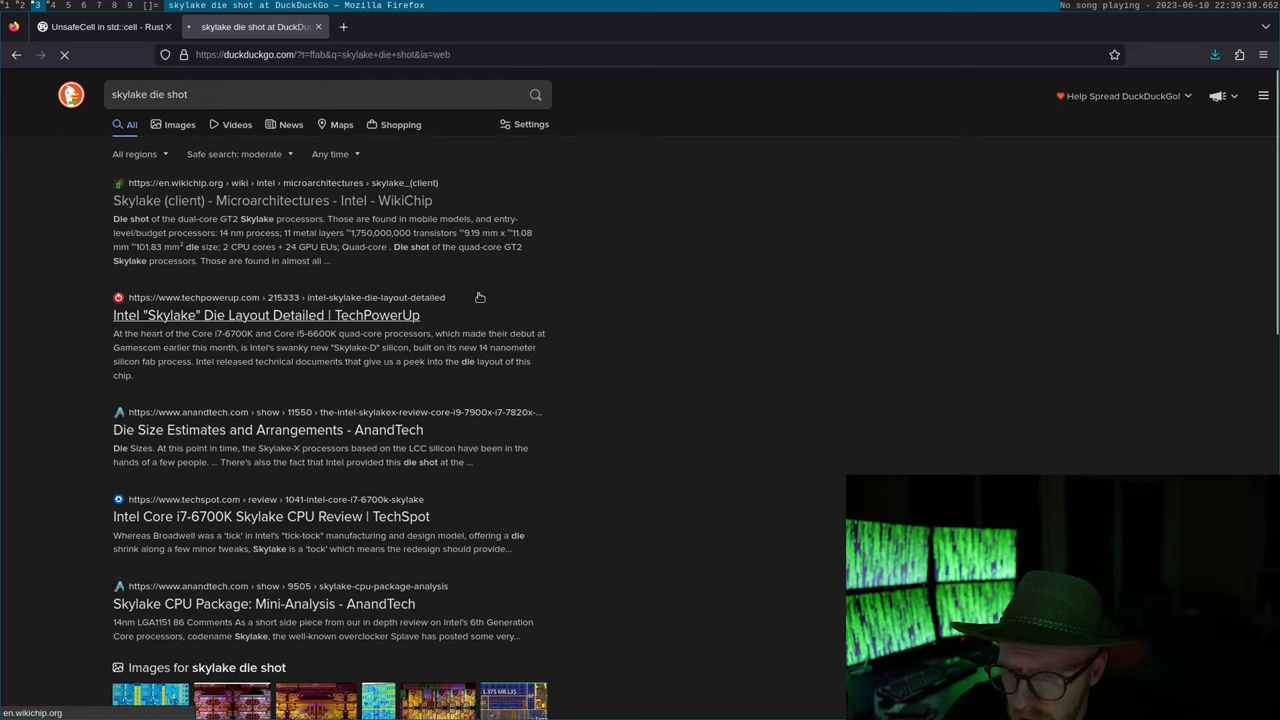 1 2 3 4 5 6 7 8 9 []= skylake die shot at DuckDuckGo — Mozilla Firefox No song playing - 2023-06-10 22:39:39.662
UnsafeCell in std::cell - Rust skylake die shot at DuckDu
https://duckduckgo.com/?t=ffab&q=skylake+die+shot&ia=web
skylake die shot Help Spread DuckDuckGo!
All Images Videos News Maps Shopping Settings
All regions Safe search: moderate Any time
https://en.wikichip.org › wiki › intel › microarchitectures › skylake_(client)
Skylake (client) - Microarchitectures - Intel - WikiChip
Die shot of the dual-core GT2 Skylake processors. Those are found in mobile models, and entry-
level/budget processors: 14 nm process; 11 metal layers ~1,750,000,000 transistors ~9.19 mm x ~11.08
mm ~101.83 mm² die size; 2 CPU cores + 24 GPU EUs; Quad-core . Die shot of the quad-core GT2
Skylake processors. Those are found in almost all ...
https://www.techpowerup.com › 215333 › intel-skylake-die-layout-detailed
Intel "Skylake" Die Layout Detailed | TechPowerUp
At the heart of the Core i7-6700K and Core i5-6600K quad-core processors, which made their debut at
Gamescom earlier this month, is Intel's swanky new "Skylake-D" silicon, built on its new 14 nanometer
silicon fab process. Intel released technical documents that give us a peek into the die layout of this
chip.
https://www.anandtech.com › show › 11550 › the-intel-skylakex-review-core-i9-7900x-i7-7820x-...
Die Size Estimates and Arrangements - AnandTech
Die Sizes. At this point in time, the Skylake-X processors based on the LCC silicon have been in the
hands of a few people. ... There's also the fact that Intel provided this die shot at the ...
https://www.techspot.com › review › 1041-intel-core-i7-6700k-skylake
Intel Core i7-6700K Skylake CPU Review | TechSpot
Whereas Broadwell was a 'tick' in Intel's "tick-tock" manufacturing and design model, offering a die
shrink along a few minor tweaks, Skylake is a 'tock' which means the redesign should provide...
https://www.anandtech.com › show › 9505 › skylake-cpu-package-analysis
Skylake CPU Package: Mini-Analysis - AnandTech
14nm LGA1151 86 Comments As a short side piece from our in depth review on Intel's 6th Generation
Core processors, codename Skylake, the well-known overclocker Splave has posted some very...
Images for skylake die shot
1.375 MB L3$
en.wikichip.org